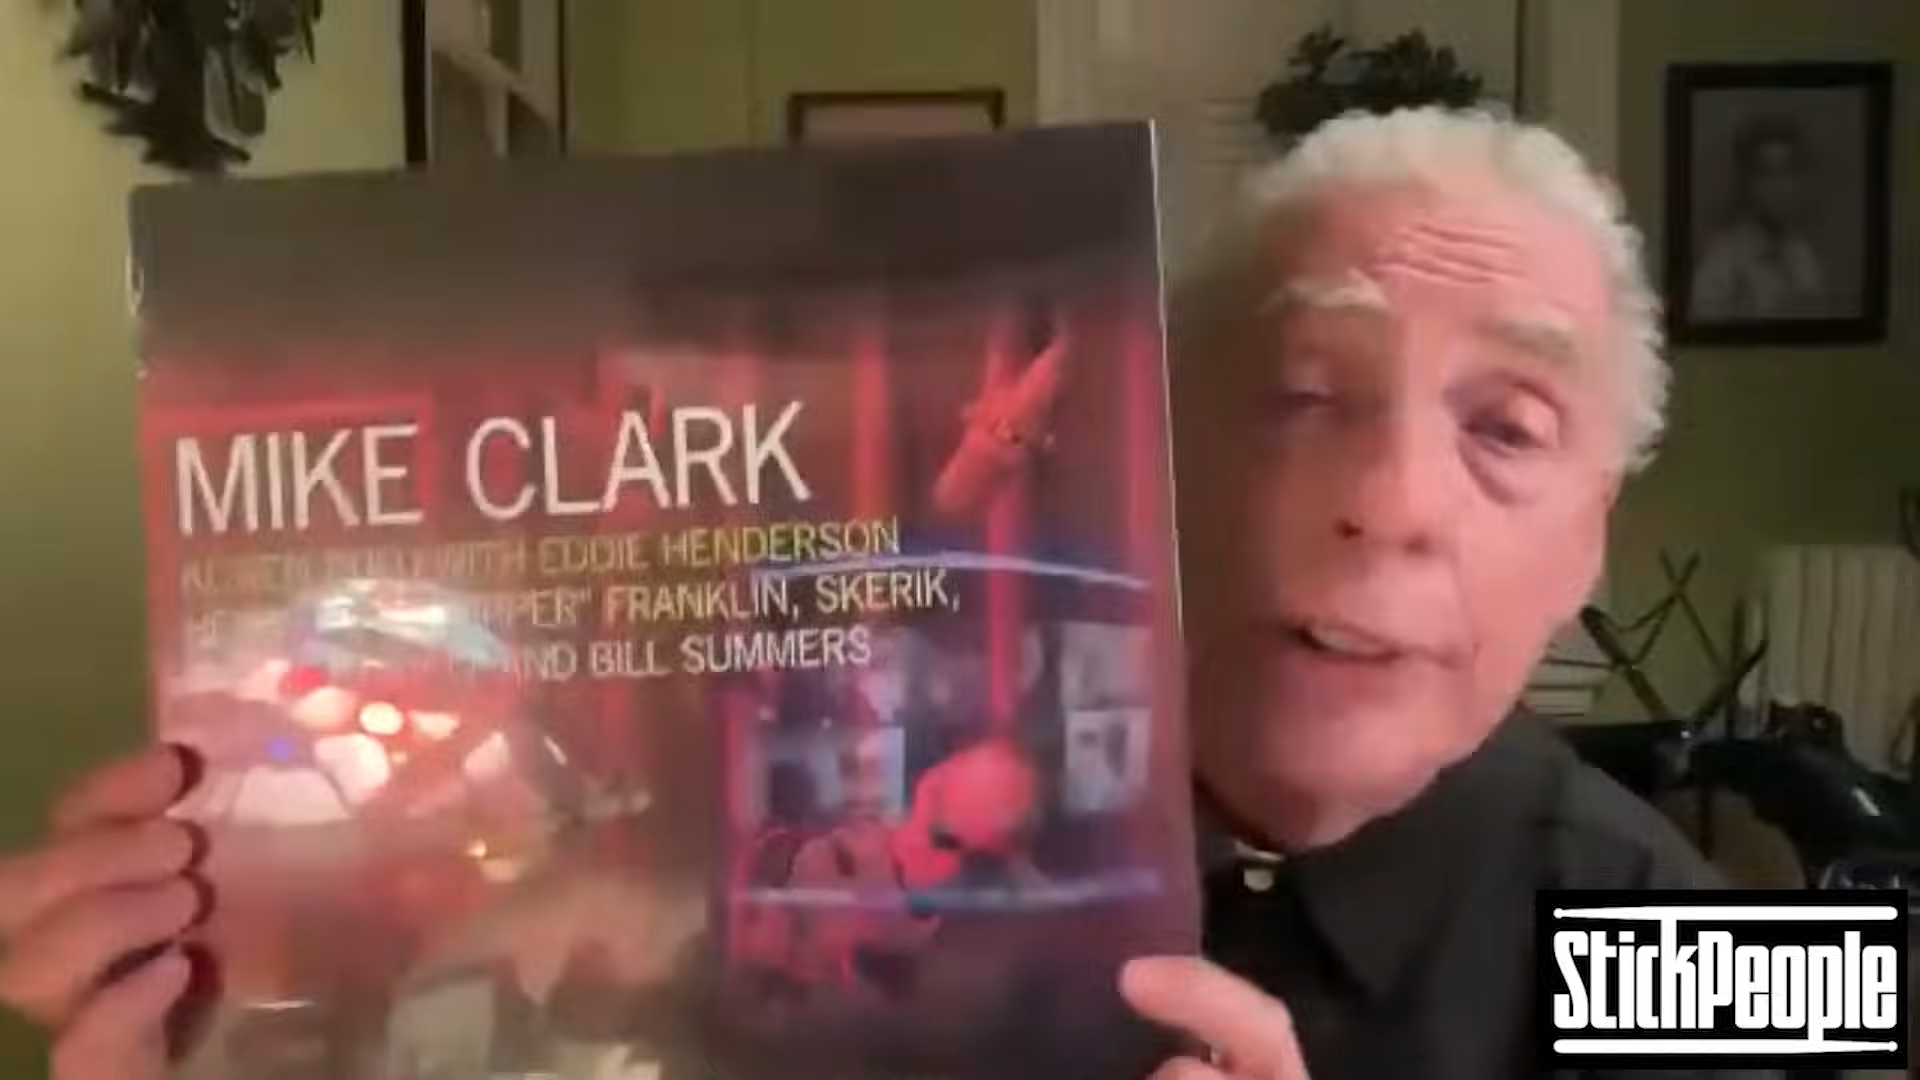 MIKE CLARK
WITH EDDIE HENDERSON
FRANKLIN, SKERIK,
AND BILL SUMMERS
StickPeople